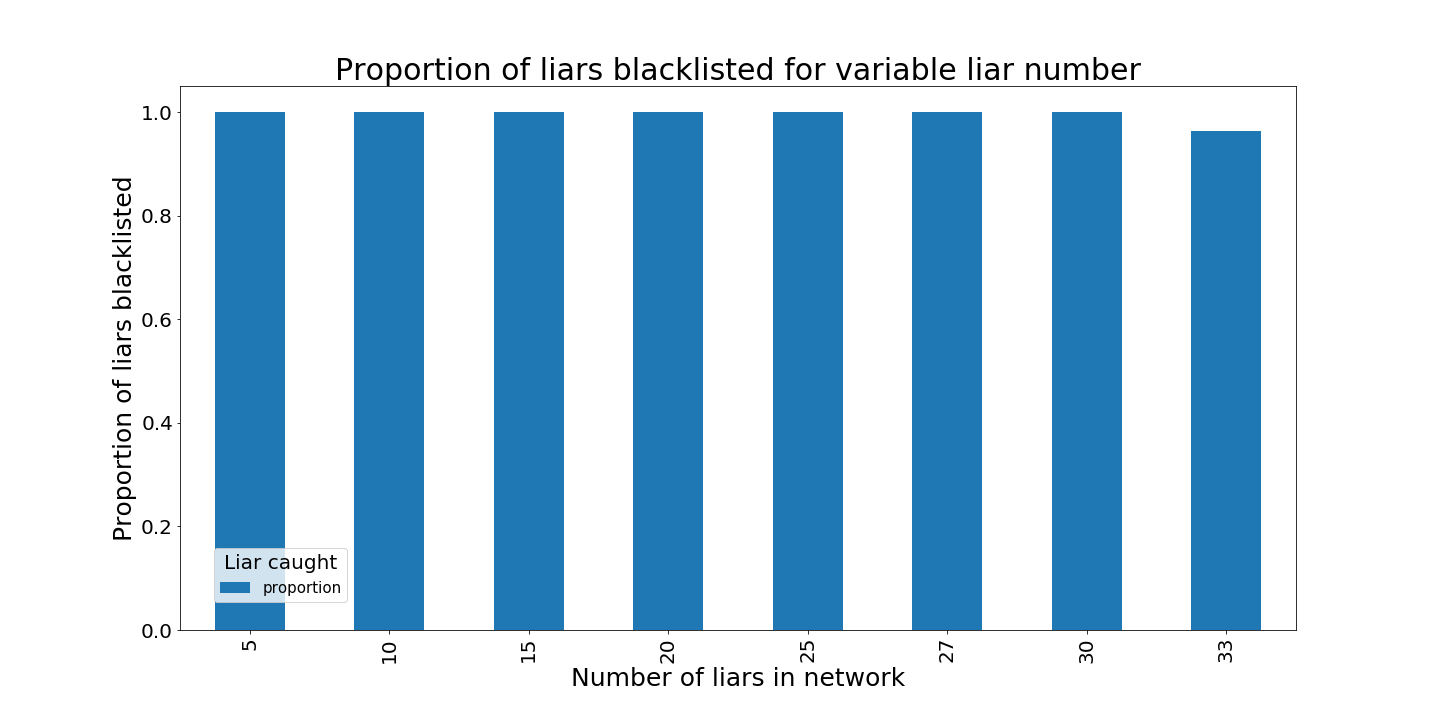 Proportion of liars blacklisted for variable liar number
Proportion of liars blacklisted
1.0
0.8
0.6
0.4
0.2
0.0
Liar caught
proportion
5 10 15 20 25 27 30 33
Number of liars in network